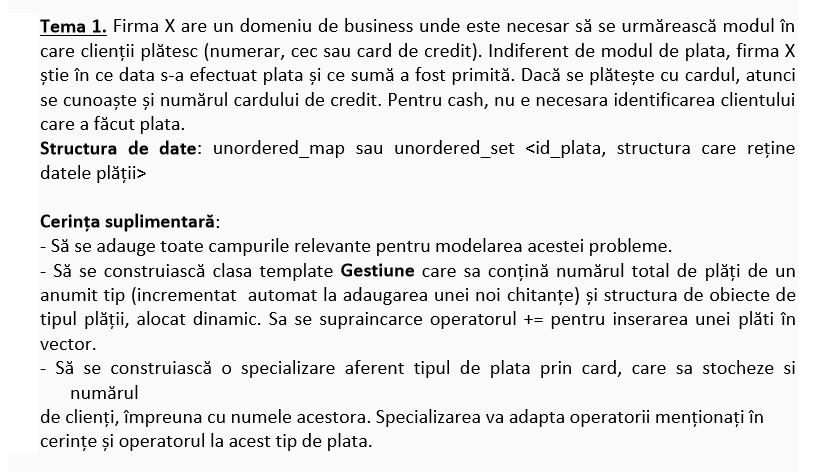 Tema 1. Firma X are un domeniu de business unde este necesar să se urmărească modul în
care clienții plătesc (numerar, cec sau card de credit). Indiferent de modul de plata, firma X
știe în ce data s-a efectuat plata și ce sumă a fost primită. Dacă se plătește cu cardul, atunci
se cunoaște și numărul cardului de credit. Pentru cash, nu e necesara identificarea clientului
care a făcut plata.
Structura de date: unordered_map sau unordered_set <id_plata, structura care reține
datele plății>
Cerința suplimentară:
- Să se adauge toate campurile relevante pentru modelarea acestei probleme.
- Să se construiască clasa template Gestiune care sa conțină numărul total de plăți de un
anumit tip (incrementat automat la adaugarea unei noi chitanțe) și structura de obiecte de
tipul plății, alocat dinamic. Sa se supraincarce operatorul += pentru inserarea unei plăti în
vector.
- Să se construiască o specializare aferent tipul de plata prin card, care sa stocheze si
numărul
de clienți, împreuna cu numele acestora. Specializarea va adapta operatorii menționați în
cerințe și operatorul la acest tip de plata.